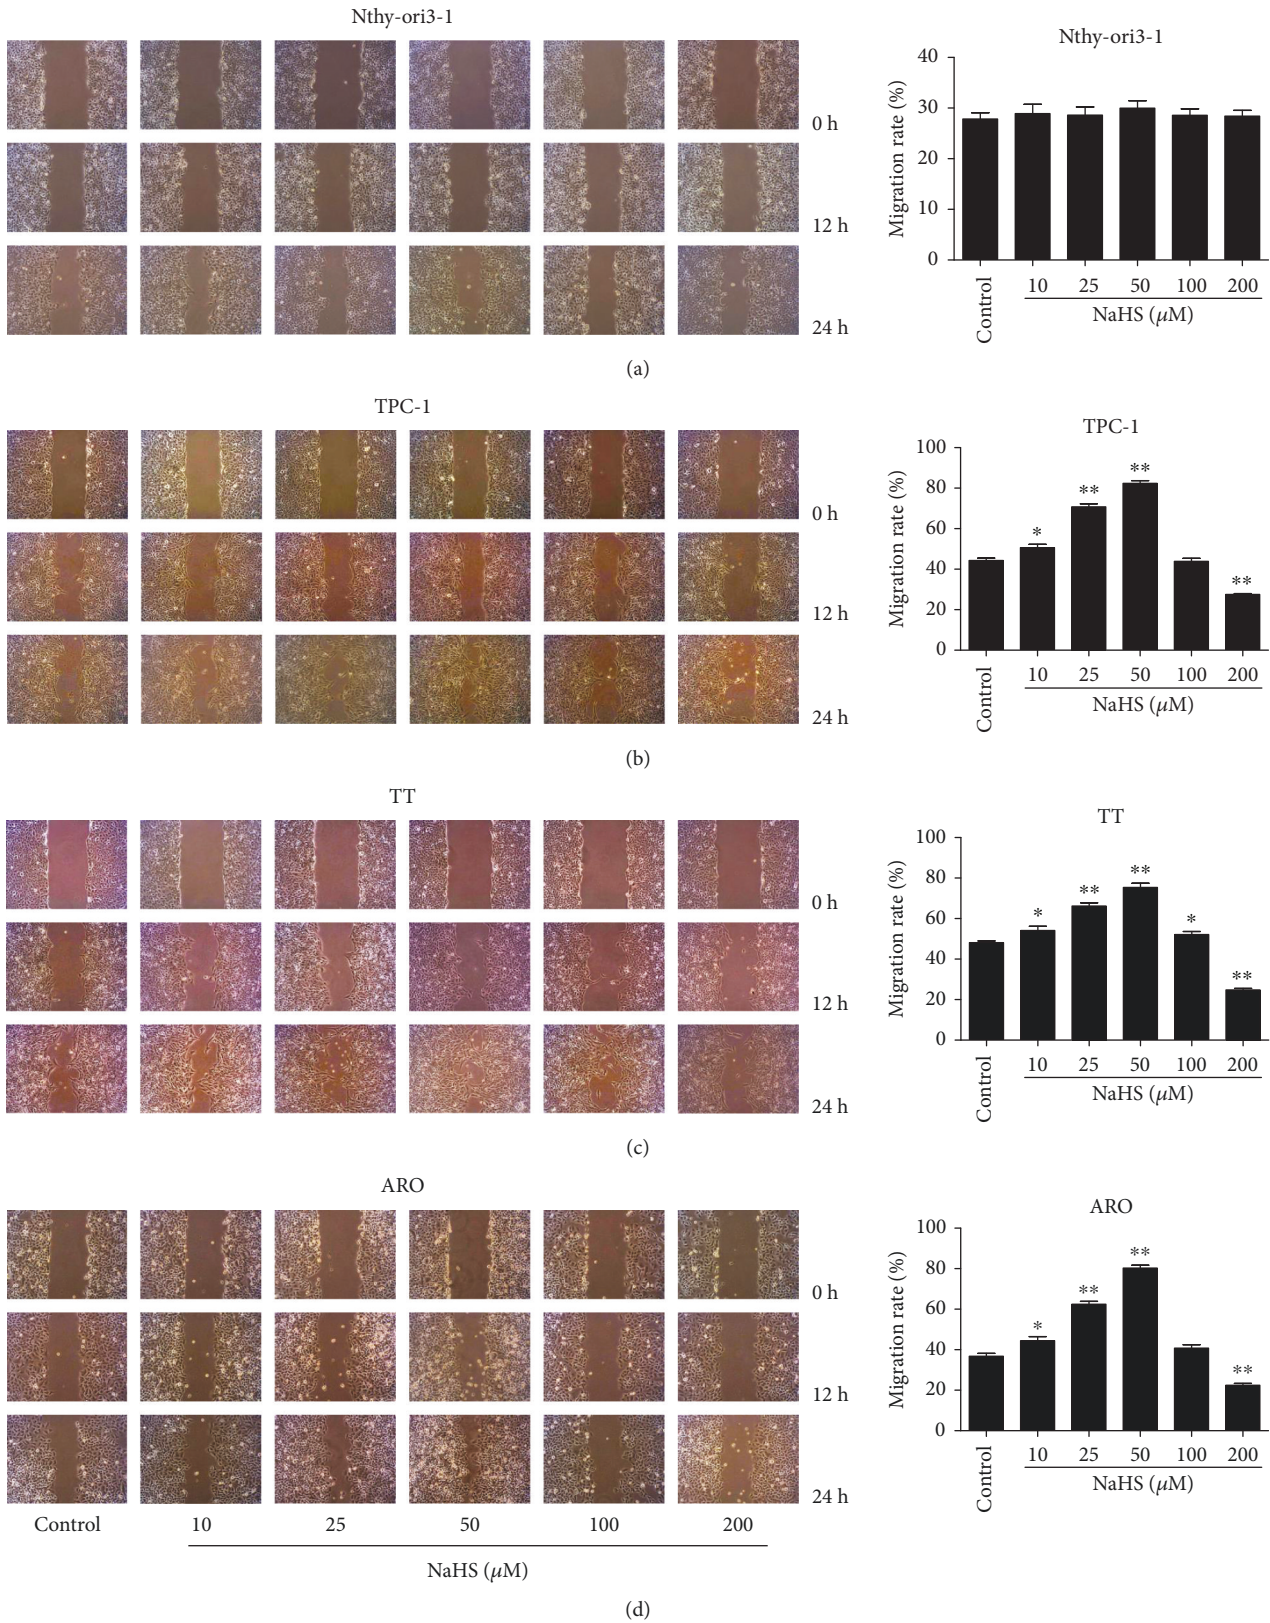 Nthy-ori3-1
0 h
12 h
24 h
Nthy-ori3-1
Migration rate (%)
40
30
20
10
0
Control
10 25 50 100 200
NaHS (μM)
(a)
TPC-1
0 h
12 h
24 h
TPC-1
Migration rate (%)
100
80
60
40
20
0
* ** ** **
Control
10 25 50 100 200
NaHS (μM)
(b)
TT
0 h
12 h
24 h
TT
Migration rate (%)
100
80
60
40
20
0
* ** ** * **
Control
10 25 50 100 200
NaHS (μM)
(c)
ARO
0 h
12 h
24 h
Control 10 25 50 100 200
NaHS (μM)
ARO
Migration rate (%)
100
80
60
40
20
0
* ** ** **
Control
10 25 50 100 200
NaHS (μM)
(d)